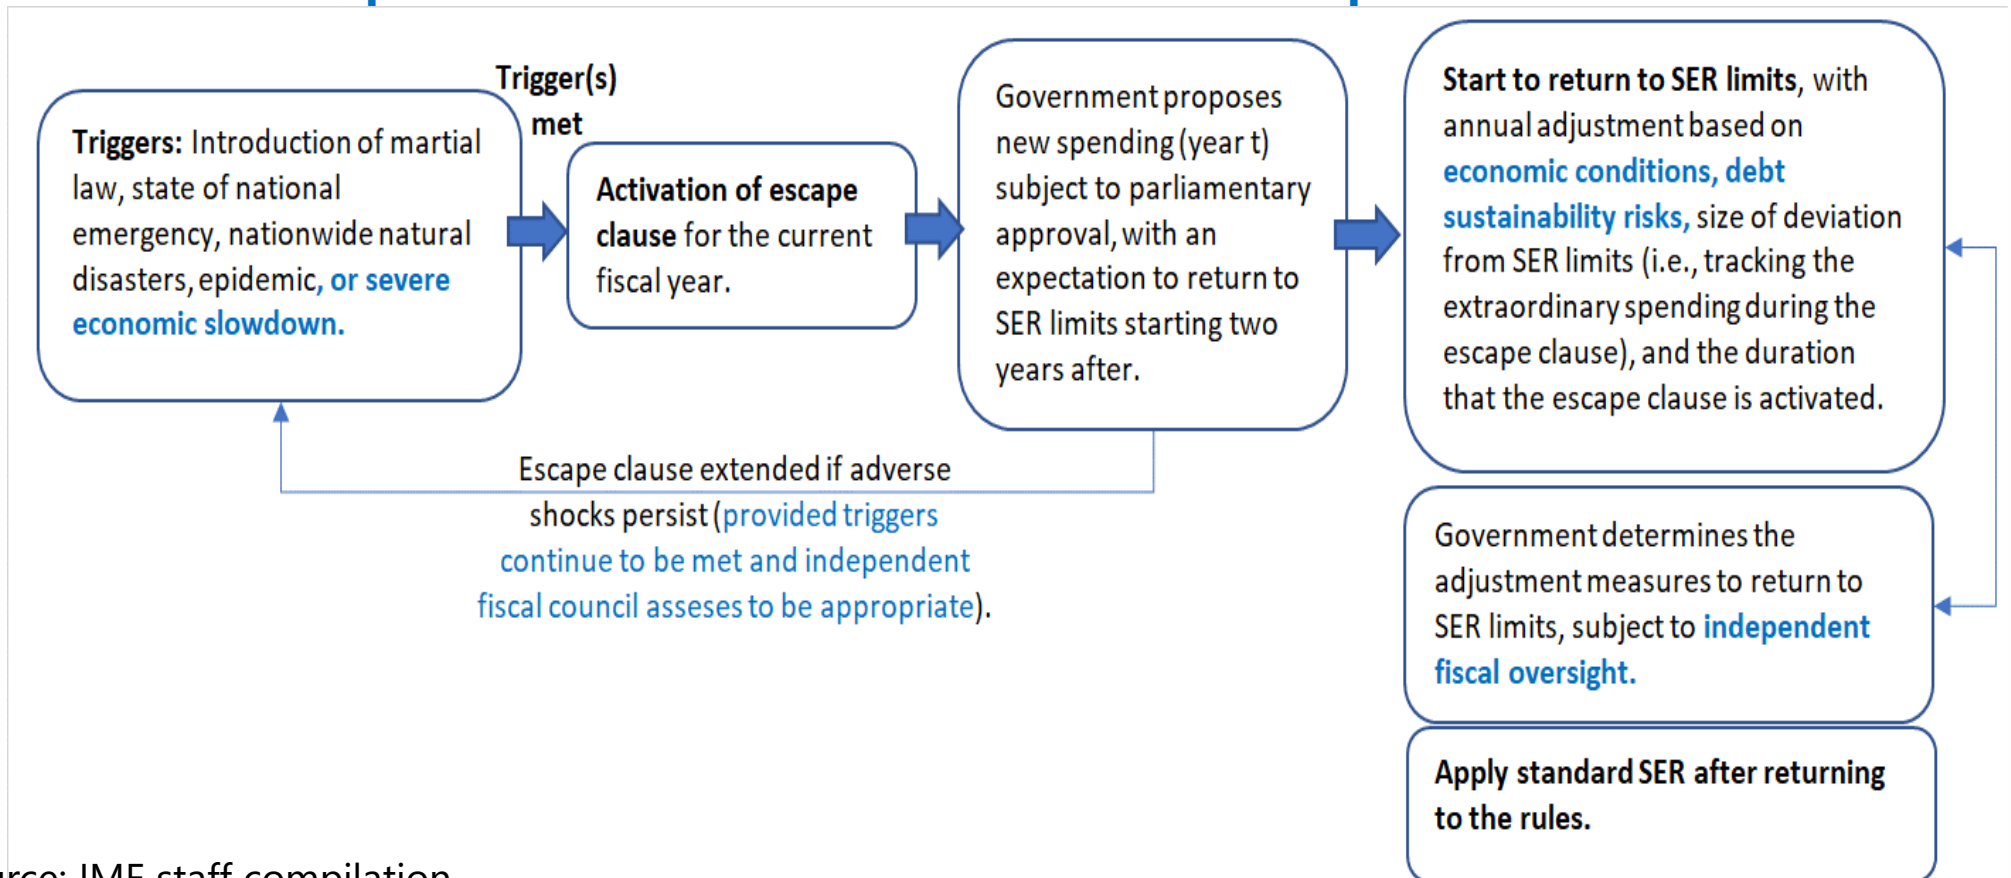 Trigger(s)
met
Triggers: Introduction of martial
law, state of national
emergency, nationwide natural
disasters, epidemic, or severe
economic slowdown.
Activation of escape
clause for the current
fiscal year.
Government proposes
new spending (year t)
subject to parliamentary
approval, with an
expectation to return to
SER limits starting two
years after.
Start to return to SER limits, with
annual adjustment based on
economic conditions, debt
sustainability risks, size of deviation
from SER limits (i.e., tracking the
extraordinary spending during the
escape clause), and the duration
that the escape clause is activated.
Escape clause extended if adverse
shocks persist (provided triggers
continue to be met and independent
fiscal council asseses to be appropriate).
Government determines the
adjustment measures to return to
SER limits, subject to independent
fiscal oversight.
Apply standard SER after returning
to the rules.
IMF staff compilation